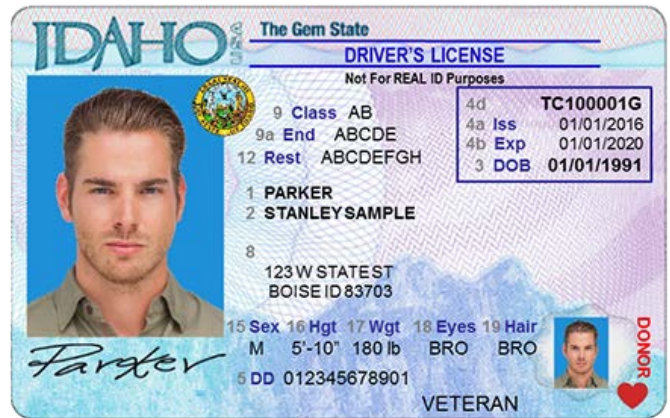 IDAHO USA The Gem State
DRIVER'S LICENSE
Not For REAL ID Purposes
4d TC100001G
4a Iss 01/01/2016
4b Exp 01/01/2020
3 DOB 01/01/1991
9 Class AB
9a End ABCDE
12 Rest ABCDEFGH
1 PARKER
2 STANLEY SAMPLE
8
123 W STATE ST
BOISE ID 83703
15 Sex 16 Hgt 17 Wgt 18 Eyes 19 Hair
M 5'-10" 180 lb BRO BRO
5 DD 012345678901
VETERAN
DONOR
Parker